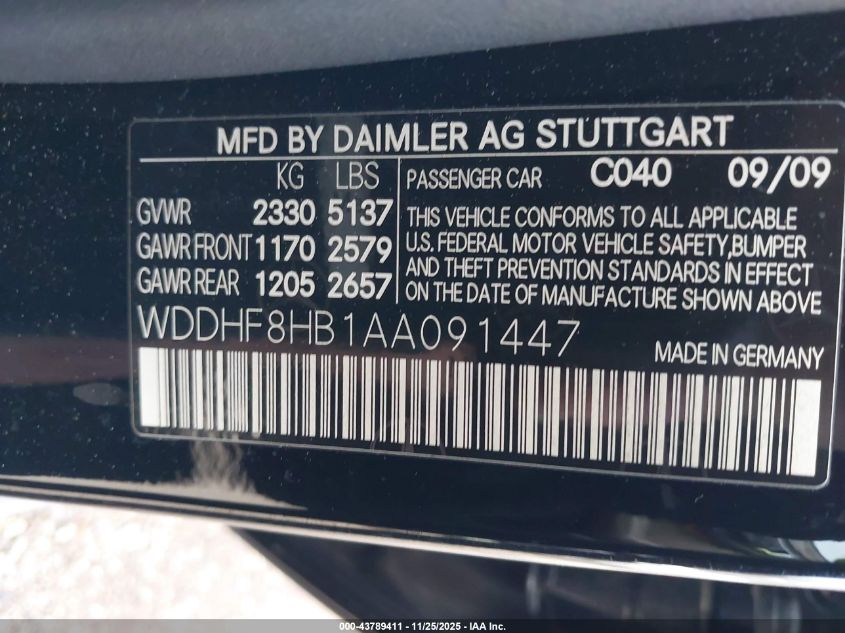 MFD BY DAIMLER AG STUTTGART
KG LBS
GVWR 2330 5137
GAWR FRONT 1170 2579
GAWR REAR 1205 2657
PASSENGER CAR C040 09/09
THIS VEHICLE CONFORMS TO ALL APPLICABLE
U.S. FEDERAL MOTOR VEHICLE SAFETY,BUMPER
AND THEFT PREVENTION STANDARDS IN EFFECT
ON THE DATE OF MANUFACTURE SHOWN ABOVE
WDDHF8HB1AA091447
MADE IN GERMANY
000-43789411 - 11/25/2025 - IAA Inc.